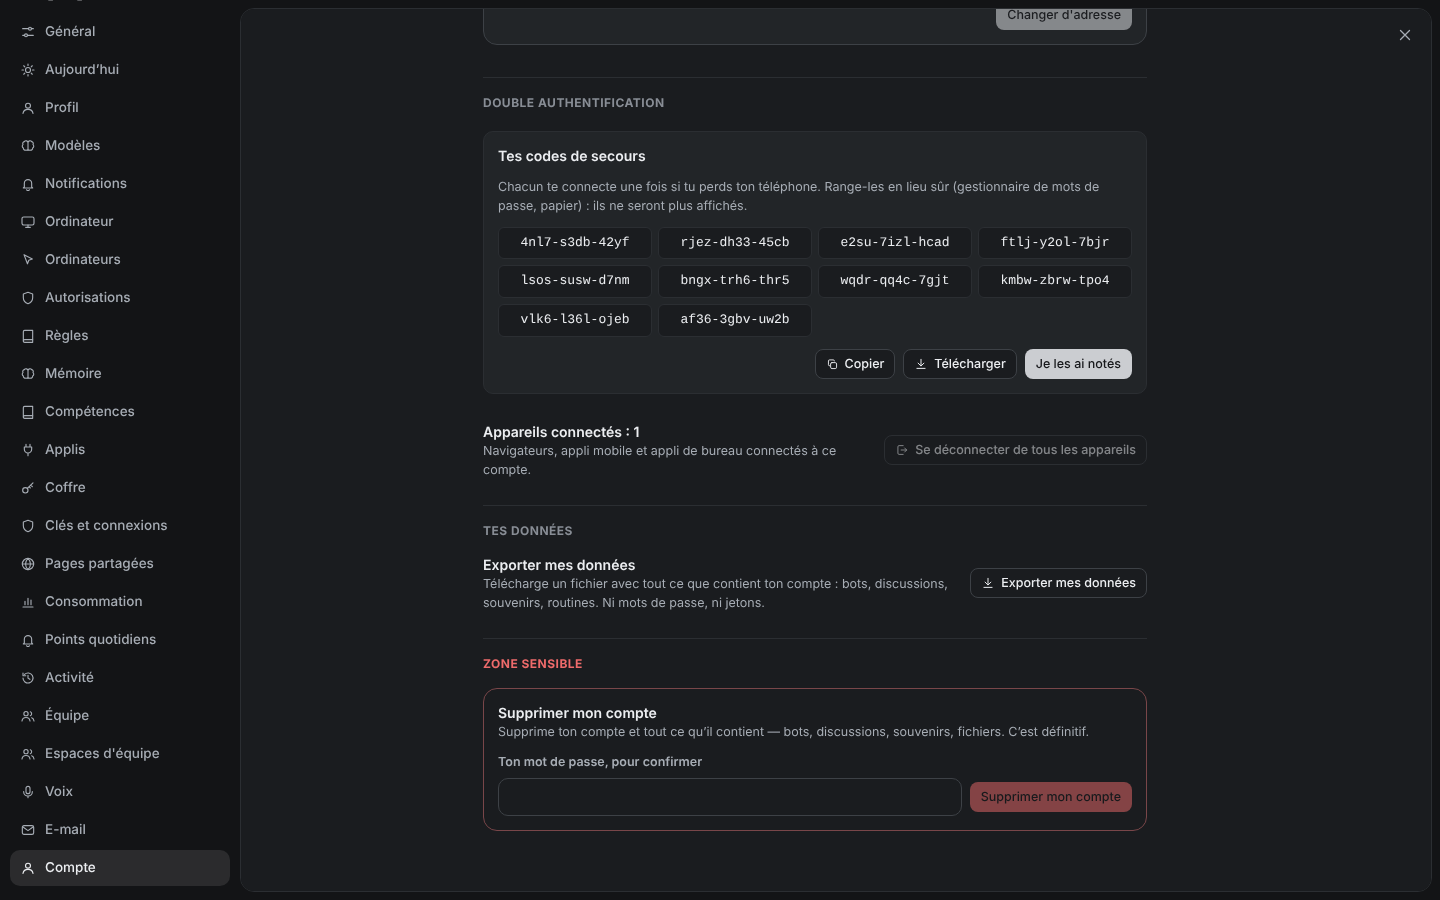 Général
Aujourd’hui
Profil
Modèles
Notifications
Ordinateur
Ordinateurs
Autorisations
Règles
Mémoire
Compétences
Applis
Coffre
Clés et connexions
Pages partagées
Consommation
Points quotidiens
Activité
Équipe
Espaces d'équipe
Voix
E-mail
Compte
Changer d'adresse
DOUBLE AUTHENTIFICATION
Tes codes de secours
Chacun te connecte une fois si tu perds ton téléphone. Range-les en lieu sûr (gestionnaire de mots de
passe, papier) : ils ne seront plus affichés.
4nl7-s3db-42yf rjez-dh33-45cb e2su-7izl-hcad ftlj-y2ol-7bjr
lsos-susw-d7nm bngx-trh6-thr5 wqdr-qq4c-7gjt kmbw-zbrw-tpo4
vlk6-l36l-ojeb af36-3gbv-uw2b
Copier Télécharger Je les ai notés
Appareils connectés : 1
Navigateurs, appli mobile et appli de bureau connectés à ce
compte.
Se déconnecter de tous les appareils
TES DONNÉES
Exporter mes données
Télécharge un fichier avec tout ce que contient ton compte : bots, discussions,
souvenirs, routines. Ni mots de passe, ni jetons.
Exporter mes données
ZONE SENSIBLE
Supprimer mon compte
Supprime ton compte et tout ce qu’il contient — bots, discussions, souvenirs, fichiers. C’est définitif.
Ton mot de passe, pour confirmer
Supprimer mon compte